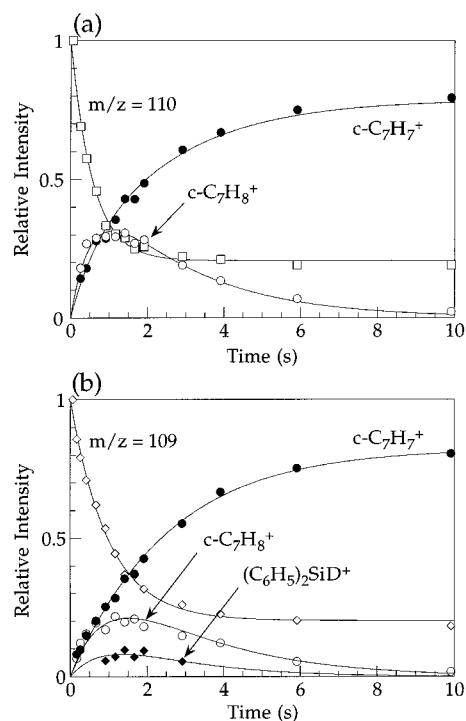 (a)
1
m/z = 110
c-C₇H₇⁺
c-C₇H₈⁺
0.5
Relative Intensity
0
0 2 4 6 8 10
Time (s)
(b)
1
m/z = 109
c-C₇H₇⁺
c-C₇H₈⁺
(C₆H₅)₂SiD⁺
0.5
Relative Intensity
0
0 2 4 6 8 10
Time (s)